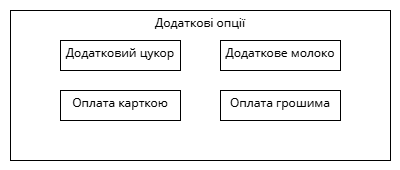 Додаткові опції
Додатковий цукор
Додаткове молоко
Оплата карткою
Оплата грошима